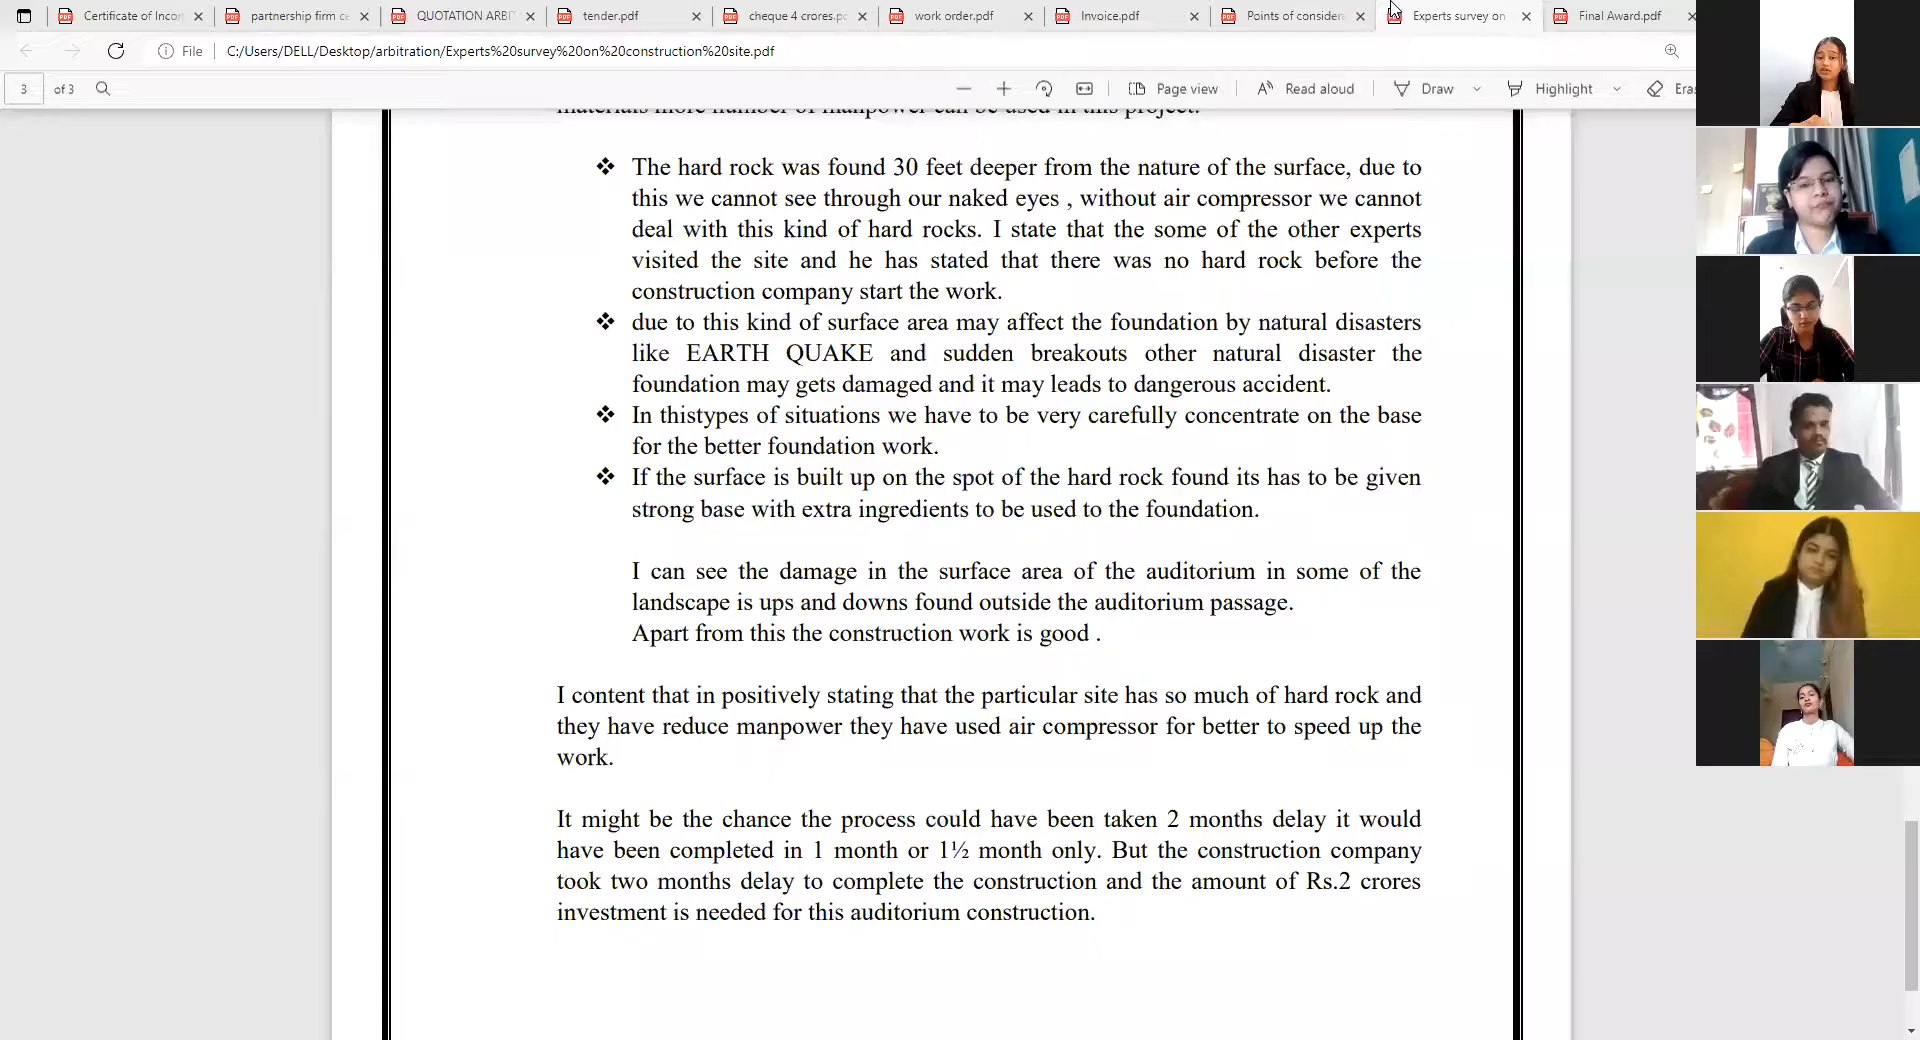 Certificate of Incor
partnership firm ce
QUOTATION ARBIT
tender.pdf
cheque 4 crores.pd
work order.pdf
Invoice.pdf
Points of consider
Experts survey on
Final Award.pdf
File
C:/Users/DELL/Desktop/arbitration/Experts%20survey%20on%20construction%20site.pdf
3 of 3
Page view
Read aloud
Draw
Highlight
Eras
materials more number of manpower can be used in this project.
❖ The hard rock was found 30 feet deeper from the nature of the surface, due to
this we cannot see through our naked eyes , without air compressor we cannot
deal with this kind of hard rocks. I state that the some of the other experts
visited the site and he has stated that there was no hard rock before the
construction company start the work.
❖ due to this kind of surface area may affect the foundation by natural disasters
like EARTH QUAKE and sudden breakouts other natural disaster the
foundation may gets damaged and it may leads to dangerous accident.
❖ In thistypes of situations we have to be very carefully concentrate on the base
for the better foundation work.
❖ If the surface is built up on the spot of the hard rock found its has to be given
strong base with extra ingredients to be used to the foundation.
I can see the damage in the surface area of the auditorium in some of the
landscape is ups and downs found outside the auditorium passage.
Apart from this the construction work is good .
I content that in positively stating that the particular site has so much of hard rock and
they have reduce manpower they have used air compressor for better to speed up the
work.
It might be the chance the process could have been taken 2 months delay it would
have been completed in 1 month or 1½ month only. But the construction company
took two months delay to complete the construction and the amount of Rs.2 crores
investment is needed for this auditorium construction.